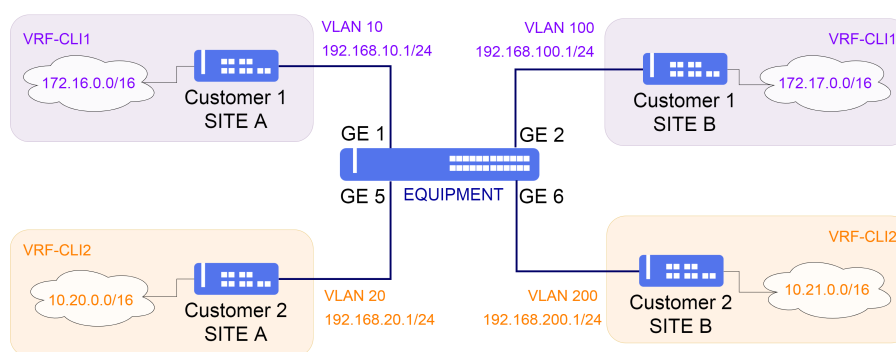 VRF-CLI1
172.16.0.0/16
Customer 1
SITE A
VLAN 10
192.168.10.1/24
VLAN 100
192.168.100.1/24
VRF-CLI1
172.17.0.0/16
Customer 1
SITE B
GE 1
GE 2
EQUIPMENT
GE 5
GE 6
VRF-CLI2
10.20.0.0/16
Customer 2
SITE A
VLAN 20
192.168.20.1/24
VLAN 200
192.168.200.1/24
VRF-CLI2
10.21.0.0/16
Customer 2
SITE B